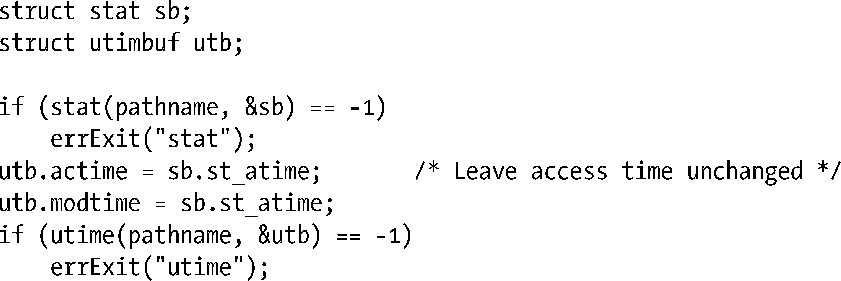 struct stat sb;
struct utimbuf utb;
if (stat(pathname, &sb) == -1)
    errExit("stat");
utb.actime = sb.st_atime;        /* Leave access time unchanged */
utb.modtime = sb.st_atime;
if (utime(pathname, &utb) == -1)
    errExit("utime");